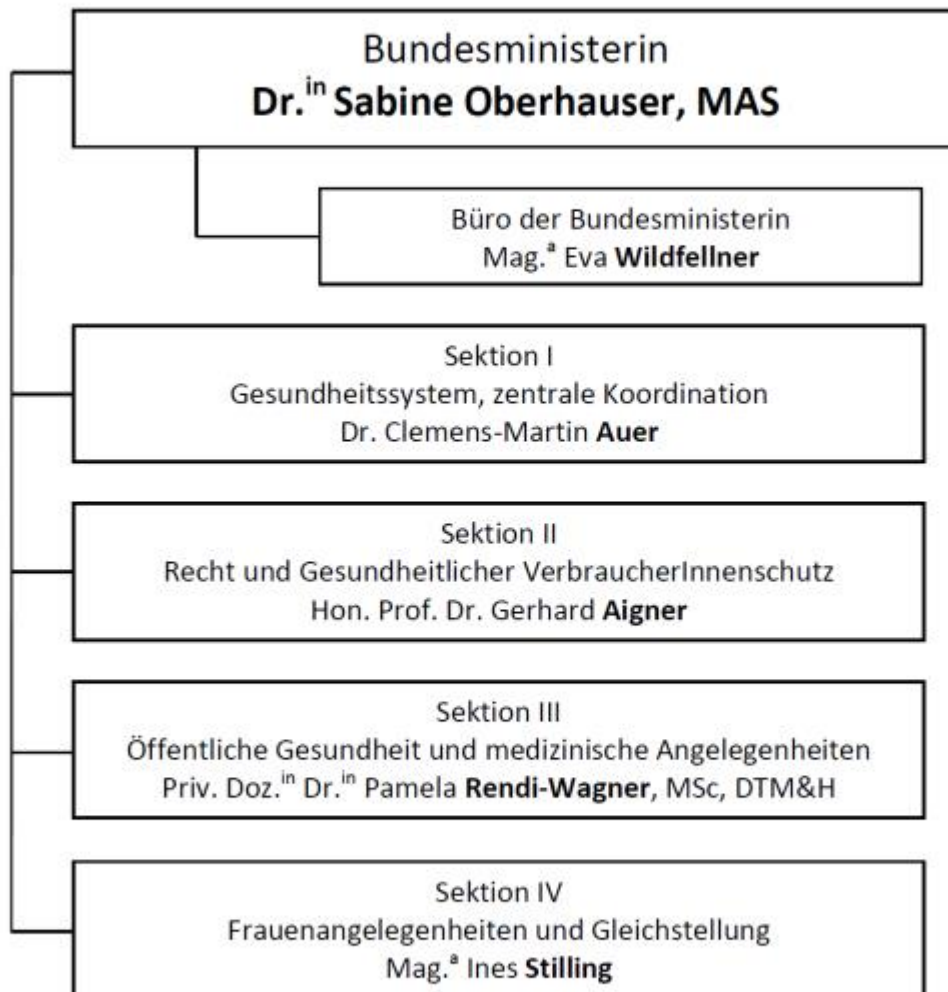 Bundesministerin
Dr.in Sabine Oberhauser, MAS
Büro der Bundesministerin
Mag.a Eva Wildfellner
Sektion I
Gesundheitssystem, zentrale Koordination
Dr. Clemens-Martin Auer
Sektion II
Recht und Gesundheitlicher VerbraucherInnenschutz
Hon. Prof. Dr. Gerhard Aigner
Sektion III
Öffentliche Gesundheit und medizinische Angelegenheiten
Priv. Doz.in Dr.in Pamela Rendi-Wagner, MSc, DTM&H
Sektion IV
Frauenangelegenheiten und Gleichstellung
Mag.a Ines Stilling